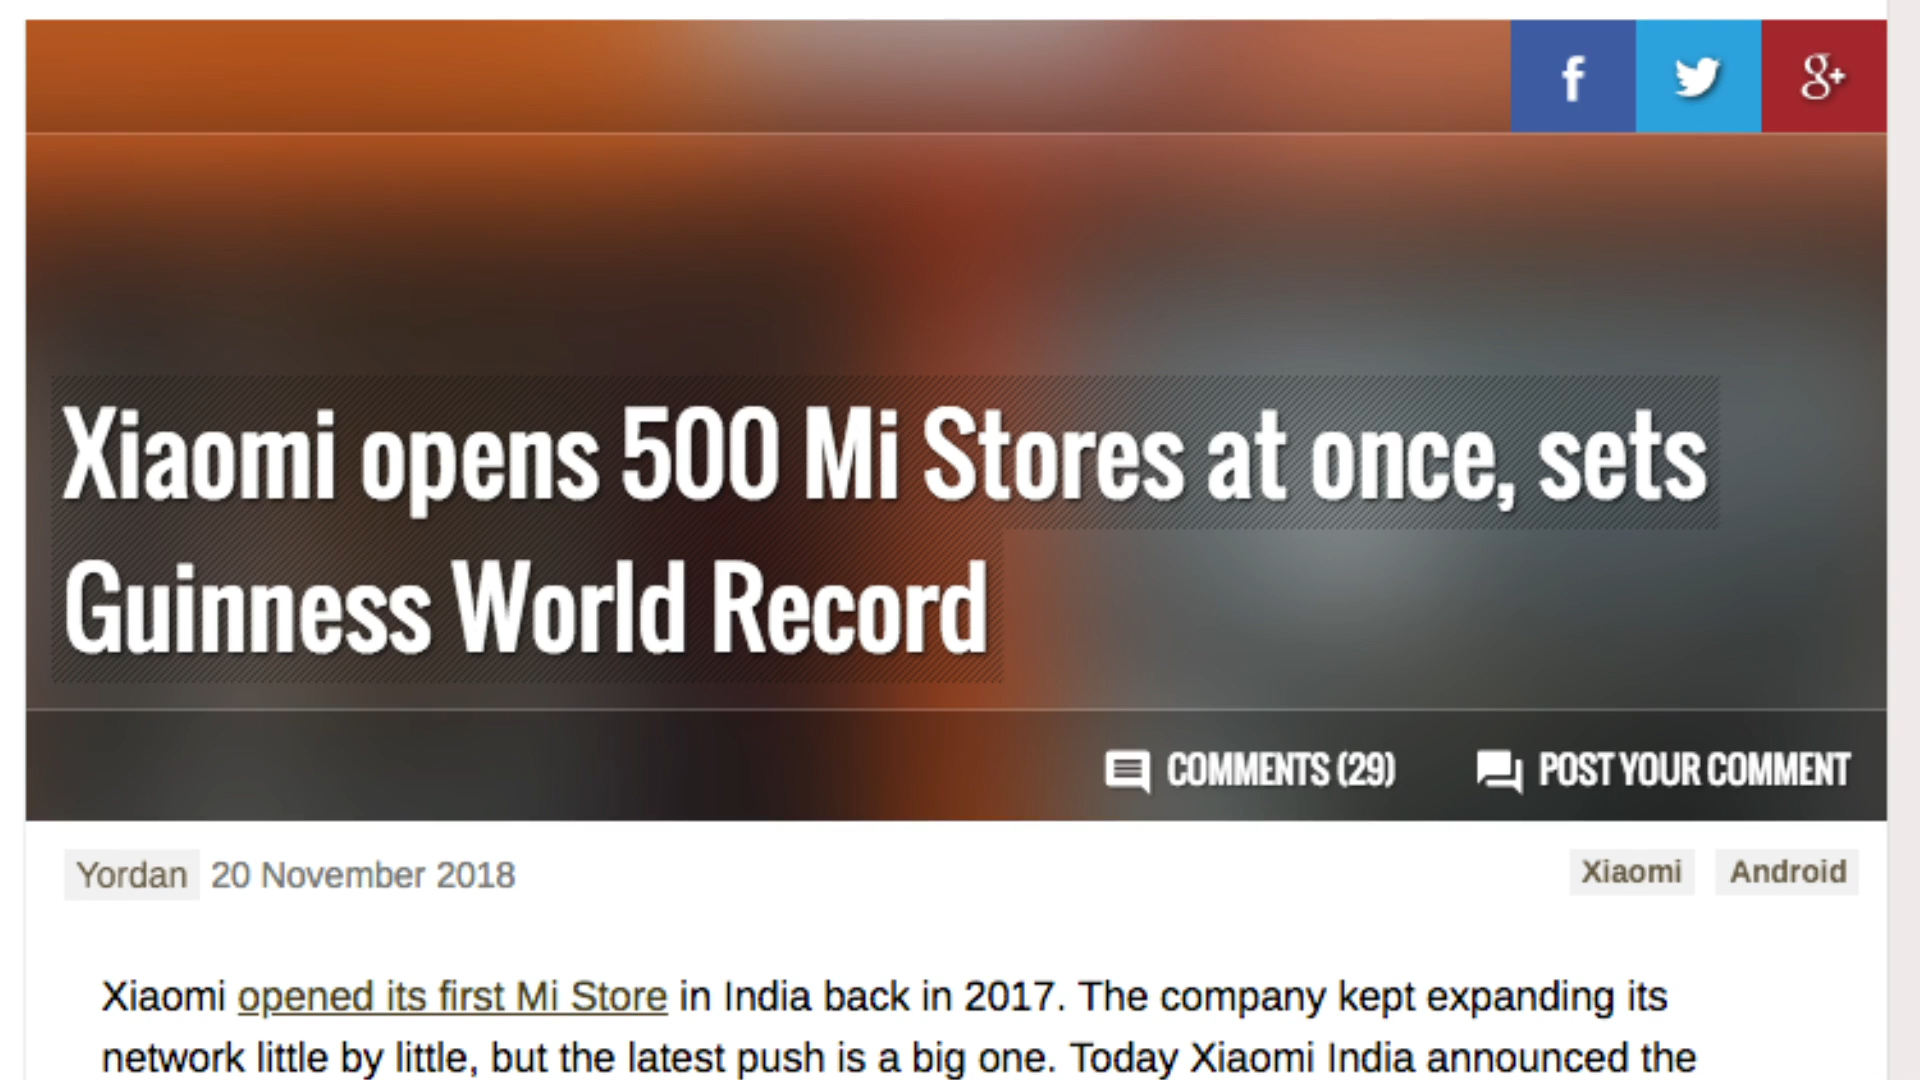 f g+
Xiaomi opens 500 Mi Stores at once, sets
Guinness World Record
COMMENTS (29) POST YOUR COMMENT
Yordan 20 November 2018 Xiaomi Android
Xiaomi opened its first Mi Store in India back in 2017. The company kept expanding its
network little by little, but the latest push is a big one. Today Xiaomi India announced the